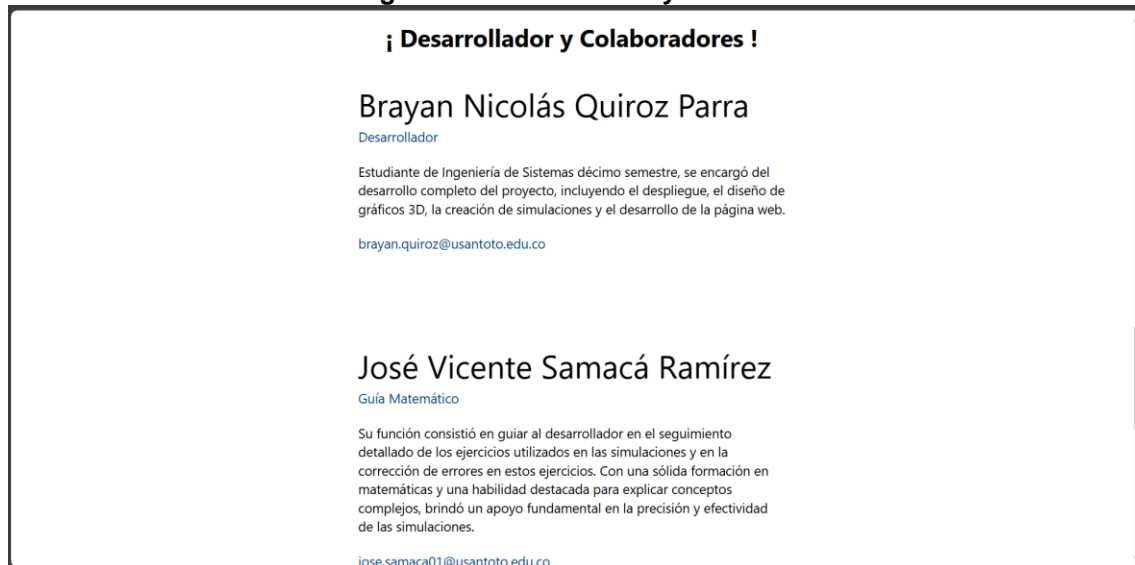 ¡ Desarrollador y Colaboradores !
Brayan Nicolás Quiroz Parra
Desarrollador
Estudiante de Ingeniería de Sistemas décimo semestre, se encargó del
desarrollo completo del proyecto, incluyendo el despliegue, el diseño de
gráficos 3D, la creación de simulaciones y el desarrollo de la página web.
brayan.quiroz@usantoto.edu.co
José Vicente Samacá Ramírez
Guía Matemático
Su función consistió en guiar al desarrollador en el seguimiento
detallado de los ejercicios utilizados en las simulaciones y en la
corrección de errores en estos ejercicios. Con una sólida formación en
matemáticas y una habilidad destacada para explicar conceptos
complejos, brindó un apoyo fundamental en la precisión y efectividad
de las simulaciones.
jose.samaca01@usantoto.edu.co